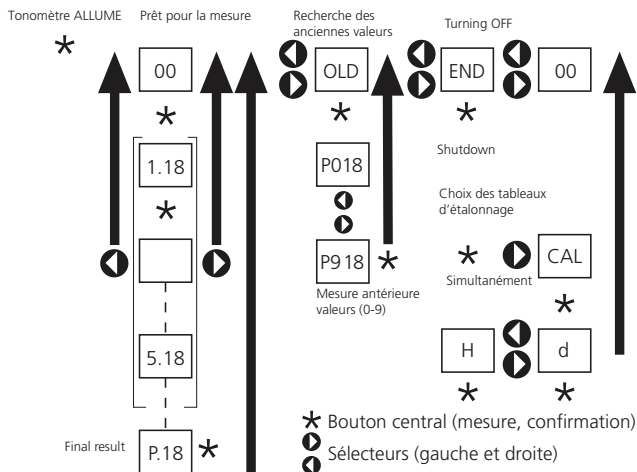 Tonomètre ALLUME
Prêt pour la mesure
Recherche des
anciennes valeurs
Turning OFF
00
OLD
END
00
1.18
P018
Shutdown
Choix des tableaux
d'étalonnage
P9 18
CAL
Simultanément
Mesure antérieure
valeurs (0-9)
5.18
H
d
Bouton central (mesure, confirmation)
Final result
P.18
Sélecteurs (gauche et droite)